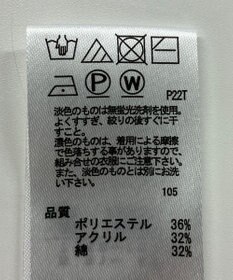 P W
P22T
淡色のものは無蛍光洗剤を使用。
よくすすぎ、絞りの後すぐに干
すこと。
濃色のものは、着用による摩擦
で色落ちする事がありますので、
組み合せの衣服にご注意下さい。
また、淡色のものとは別にお洗
い下さい。
105
品質
ポリエステル 36%
アクリル 32%
綿 32%